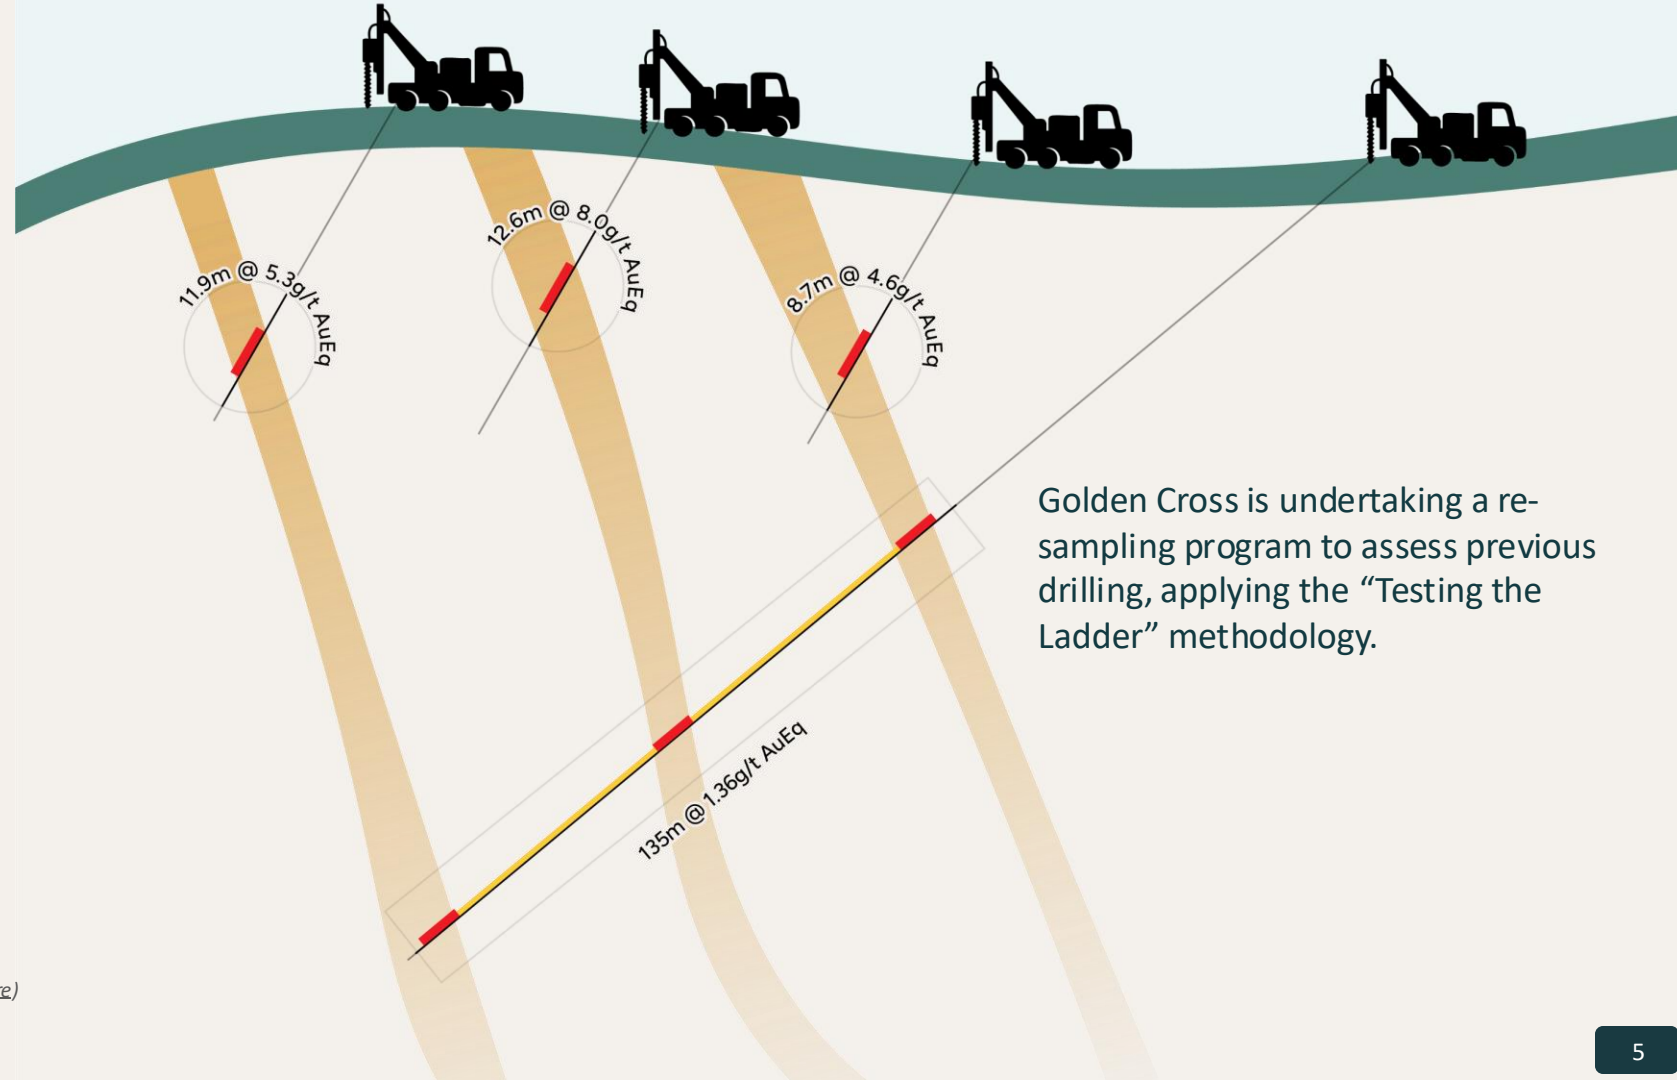 12.6m @ 8.0g/t AuEq
11.9m @ 5.3g/t AuEq
8.7m @ 4.6g/t AuEq
Golden Cross is undertaking a re-
sampling program to assess previous
drilling, applying the “Testing the
Ladder” methodology.
135m @1.36g/t AuEq
5